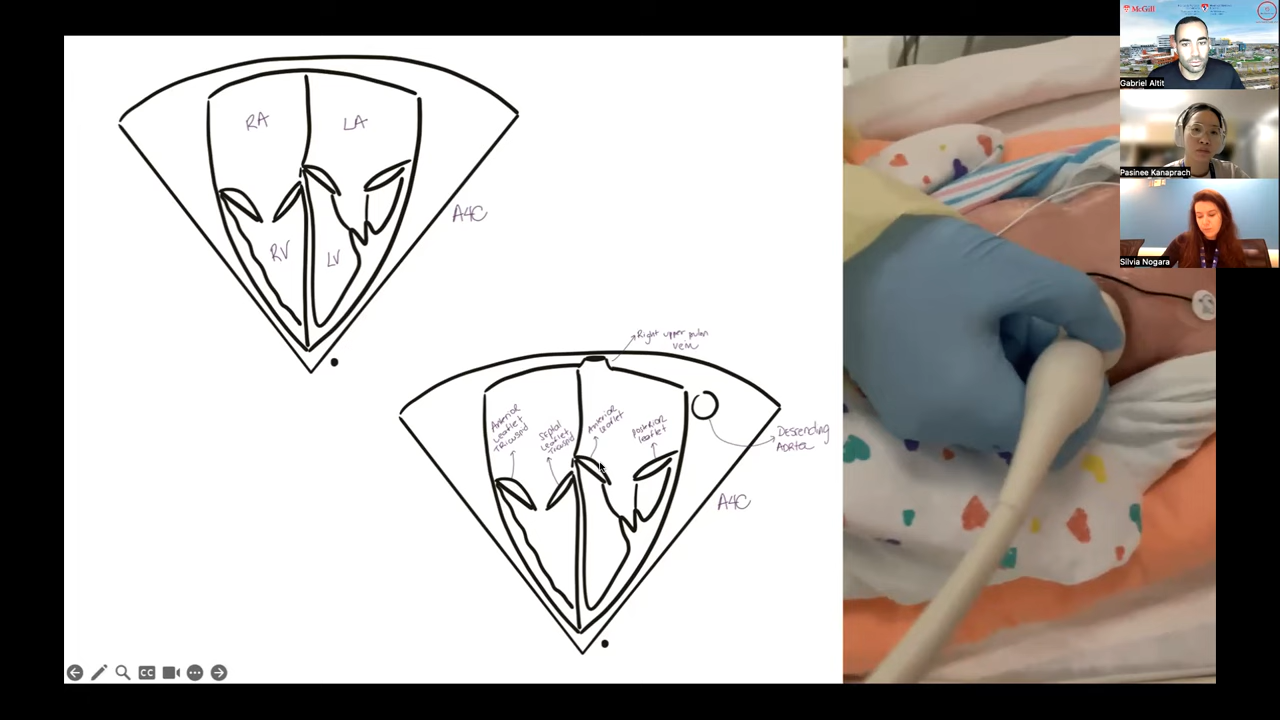 RA
LA
RV
LV
A4C
Right upper pulm
vein
Anterior
leaflet
Tricuspid
Septal
leaflet
Tricuspid
Anterior
leaflet
Posterior
leaflet
Descending
Aorta
A4C
CC
McGill
Gabriel Altit
Pasinee Kanaprach
Silvia Nogara